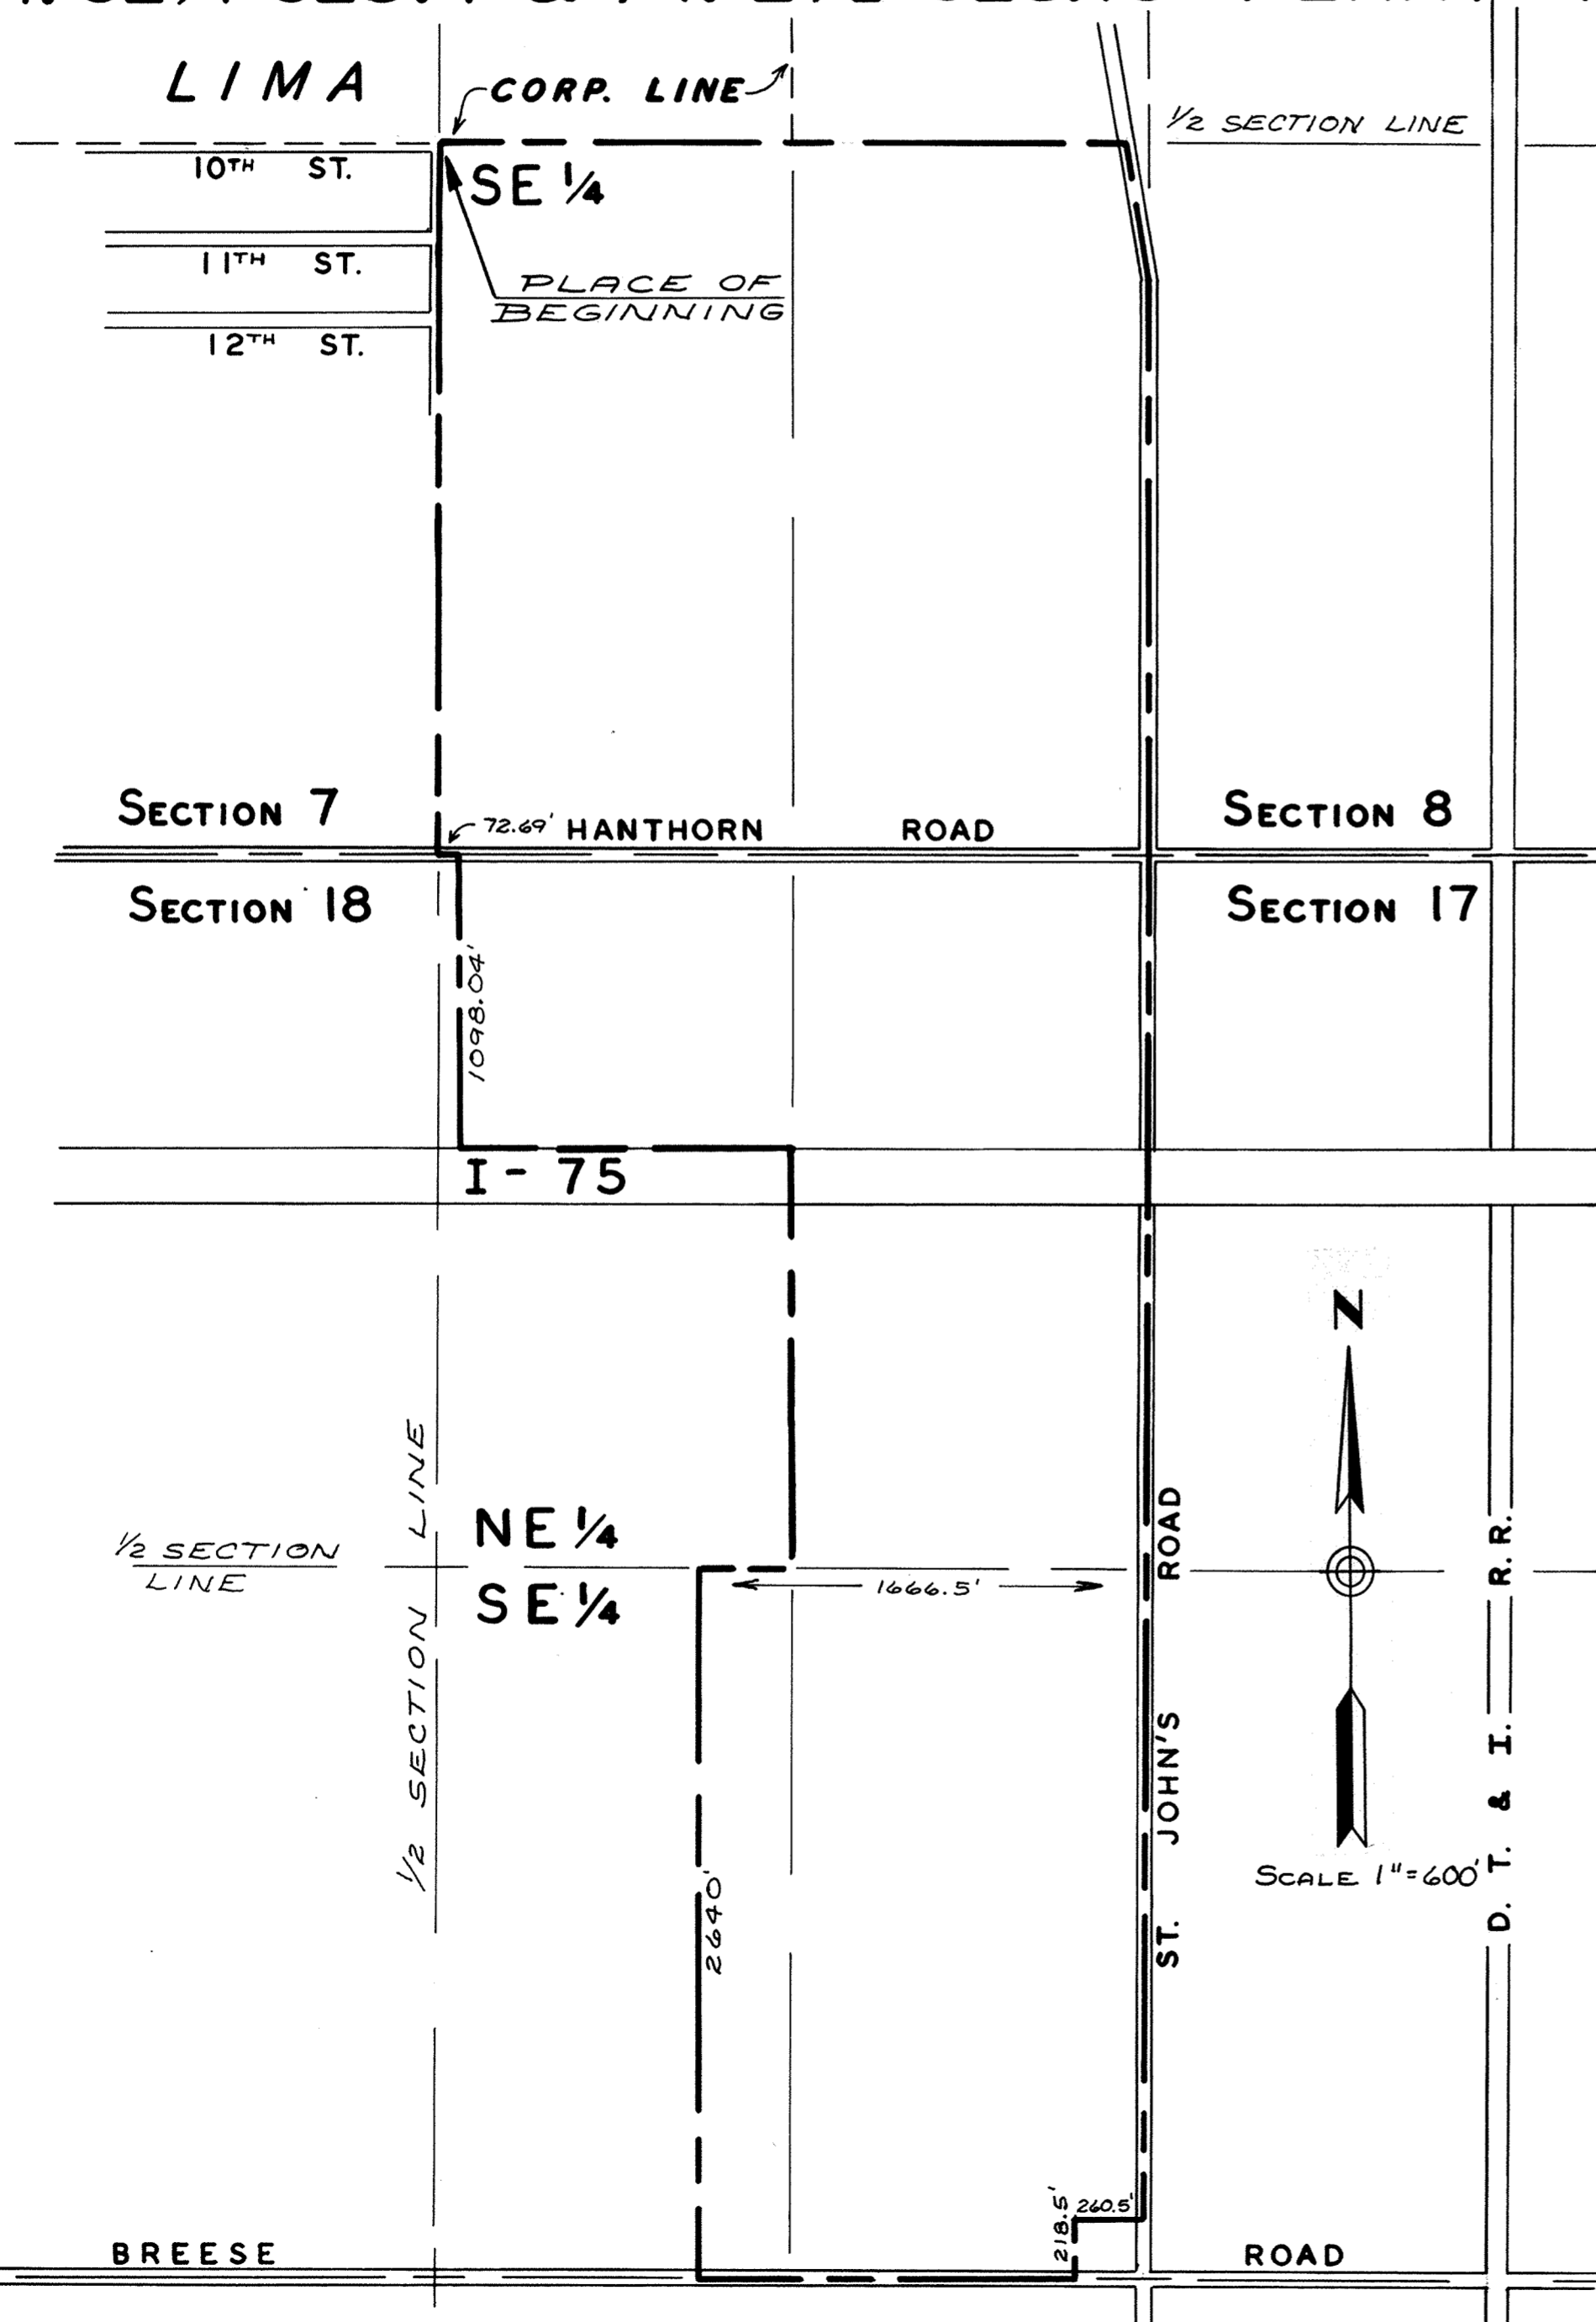 LIMA
CORP. LINE
1/2 SECTION LINE
10TH ST.
SE 1/4
11TH ST.
PLACE OF
BEGINNING
12TH ST.
SECTION 7
72.69' HANTHORN ROAD
SECTION 8
SECTION 18
SECTION 17
1098.04'
I-75
N
1/2 SECTION LINE
NE 1/4
1/2 SECTION
LINE
SE 1/4
1666.5'
ST. JOHN'S ROAD
D. T. & I. R.R.
SCALE 1"=600'
2640'
218.5'
260.5'
BREESE ROAD